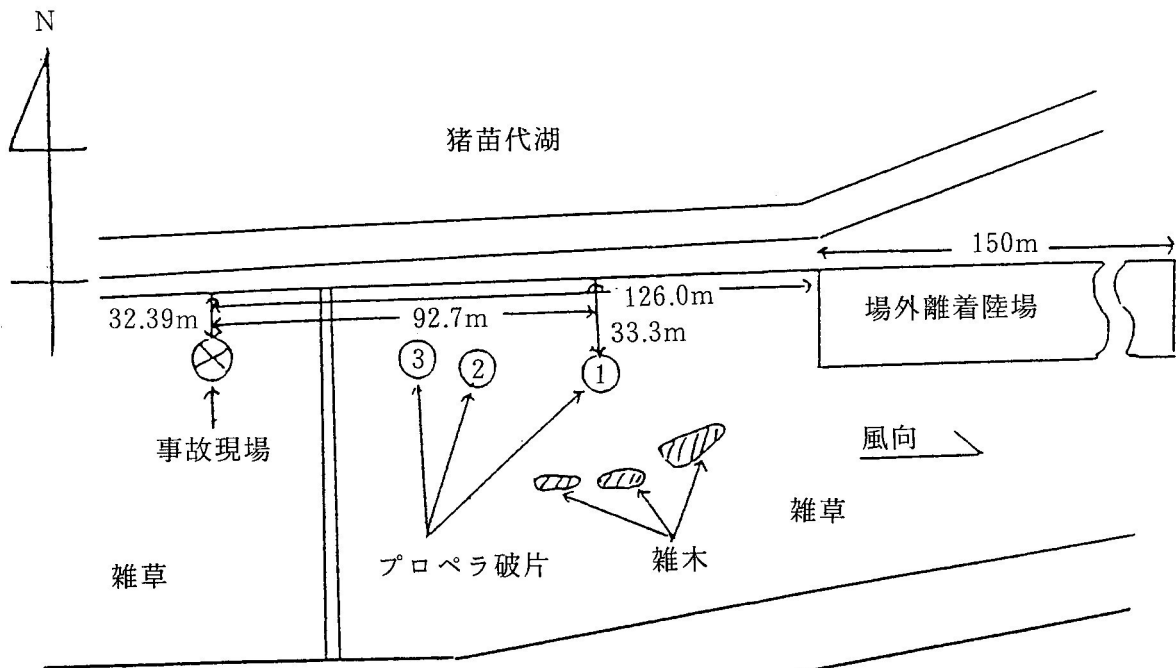 N
猪苗代湖
150m
126.0m
場外離着陸場
32.39m
92.7m
33.3m
3
2
1
事故現場
風向
雑草
プロペラ破片
雑木
雑草